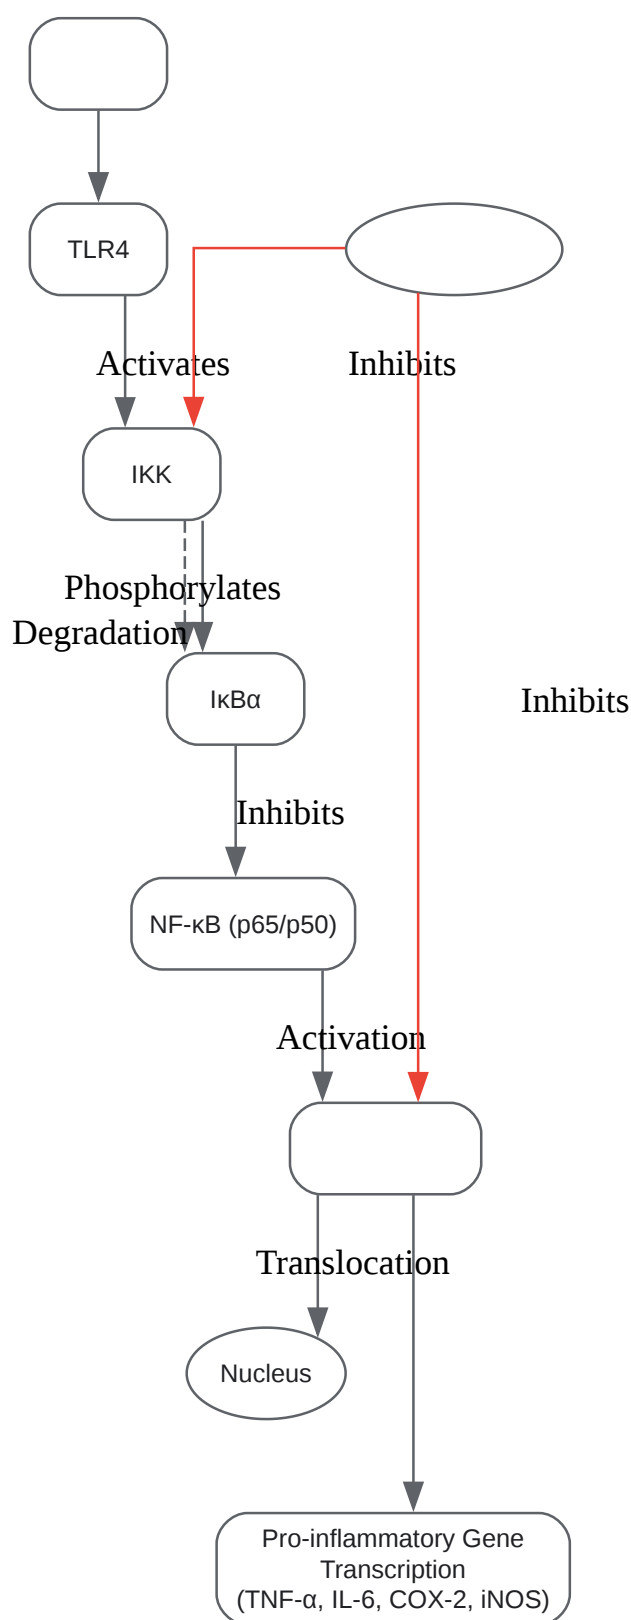 TLR4
Activates
Inhibits
IKK
Phosphorylates
Degradation
IκBα
Inhibits
Inhibits
NF-κB (p65/p50)
Activation
Translocation
Nucleus
Pro-inflammatory Gene
Transcription
(TNF-α, IL-6, COX-2, iNOS)